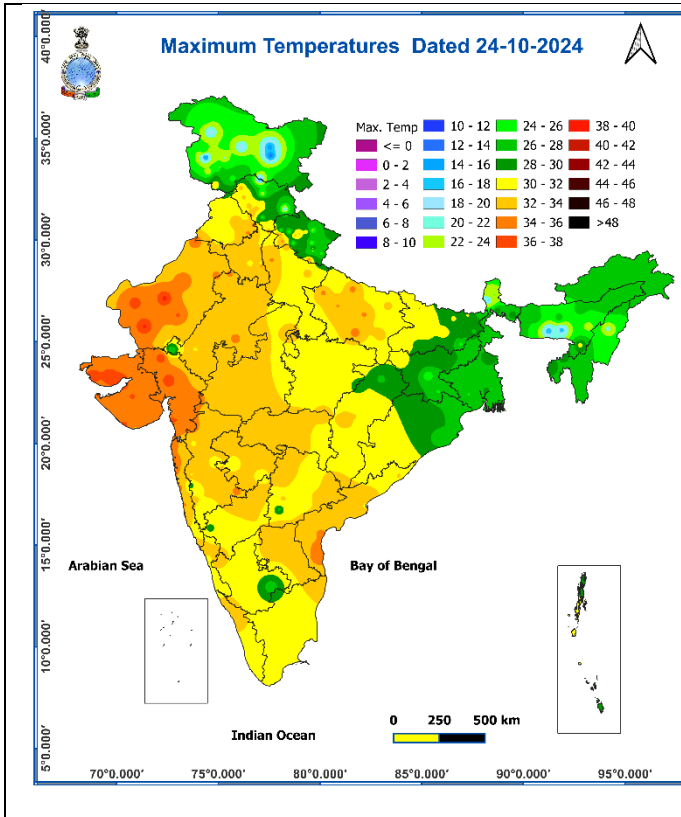 Maximum Temperatures Dated 24-10-2024
40°0.000'
35°0.000'
30°0.000'
25°0.000'
20°0.000'
15°0.000'
10°0.000'
5°0.000'
Max. Temp
<= 0
0 - 2
2 - 4
4 - 6
6 - 8
8 - 10
10 - 12
12 - 14
14 - 16
16 - 18
18 - 20
20 - 22
22 - 24
24 - 26
26 - 28
28 - 30
30 - 32
32 - 34
34 - 36
36 - 38
38 - 40
40 - 42
42 - 44
44 - 46
46 - 48
>48
Arabian Sea
Bay of Bengal
Indian Ocean
0 250 500 km
70°0.000' 75°0.000' 80°0.000' 85°0.000' 90°0.000' 95°0.000'